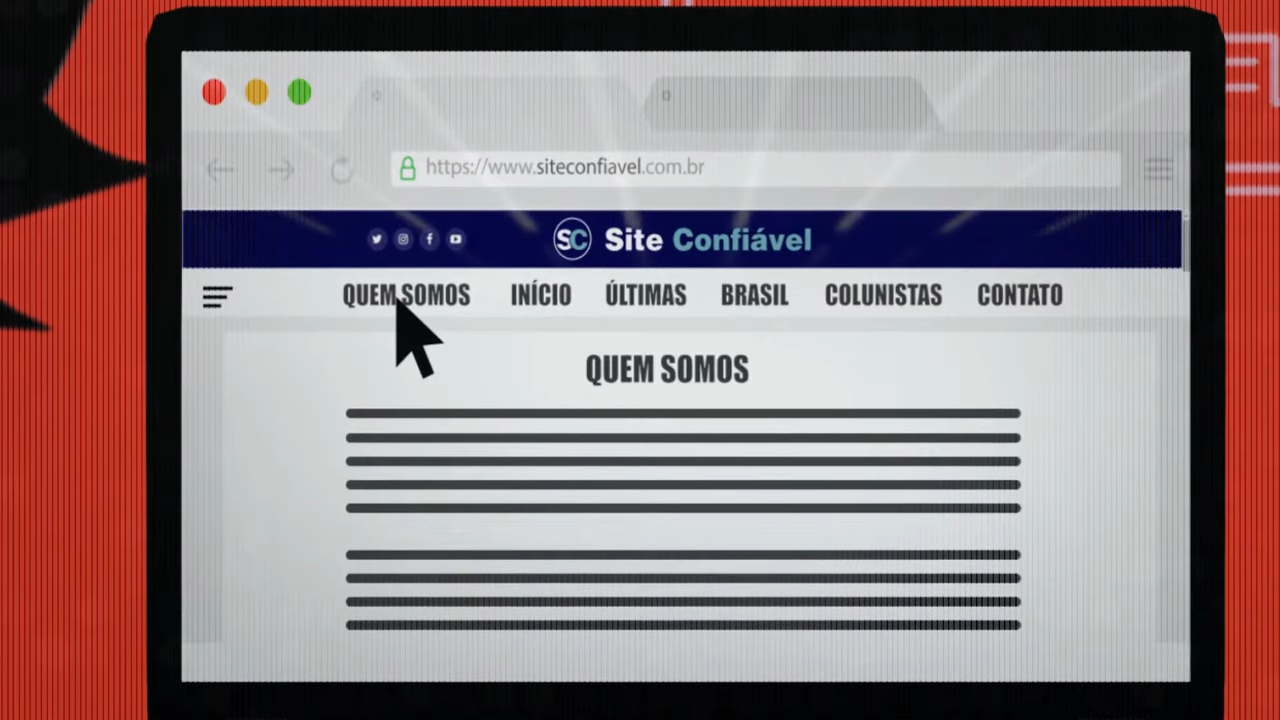 https://www.siteconfiavel.com.br
SC Site Confiável
QUEM SOMOS INÍCIO ÚLTIMAS BRASIL COLUNISTAS CONTATO
QUEM SOMOS